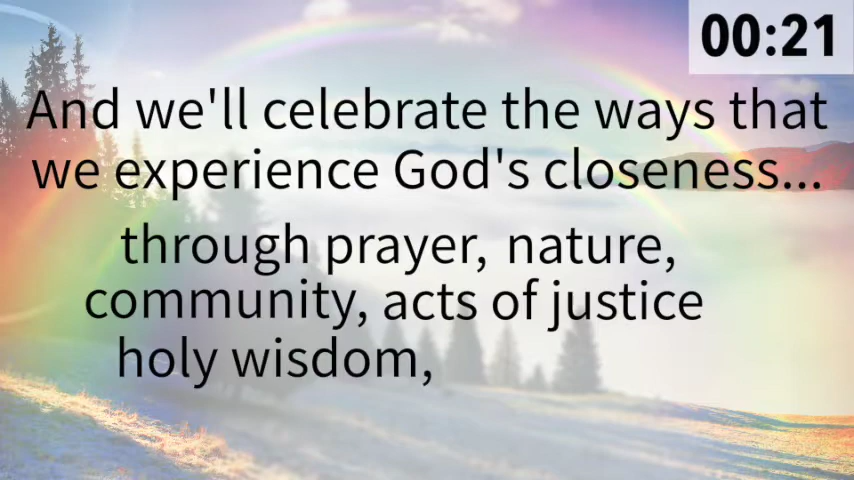 00:21
And we'll celebrate the ways that
we experience God's closeness...
through prayer, nature,
community, acts of justice
holy wisdom,